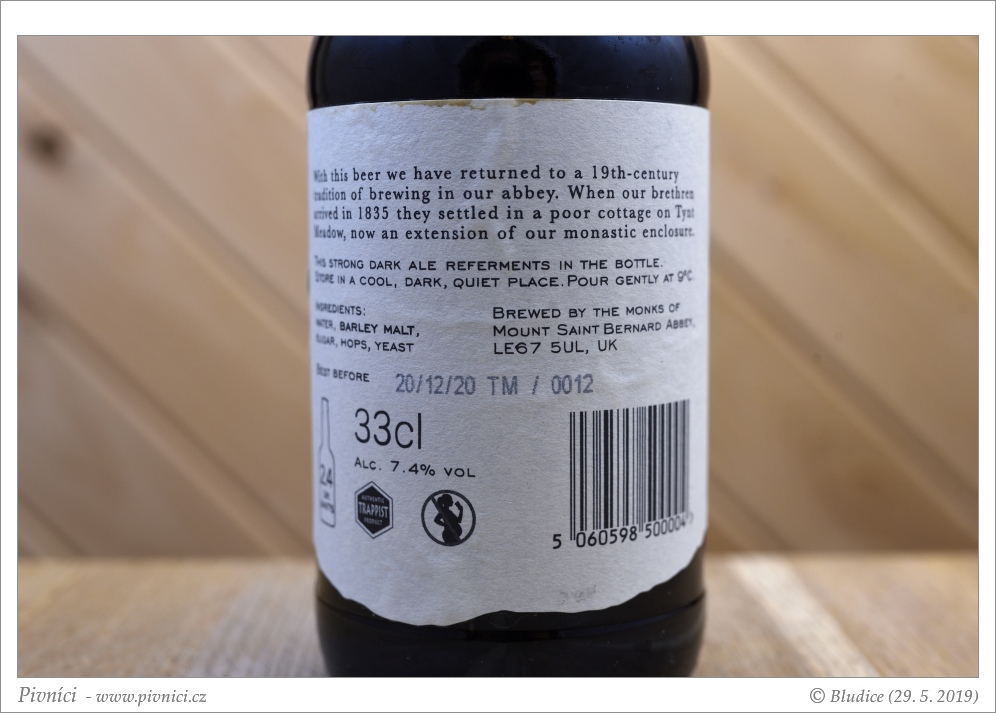 With this beer we have returned to a 19th-century
tradition of brewing in our abbey. When our brethren
arrived in 1835 they settled in a poor cottage on Tynt
Meadow, now an extension of our monastic enclosure.
THIS STRONG DARK ALE REFERMENTS IN THE BOTTLE.
STORE IN A COOL, DARK, QUIET PLACE. POUR GENTLY AT 9°C.
INGREDIENTS:
WATER, BARLEY MALT,
SUGAR, HOPS, YEAST
BREWED BY THE MONKS OF
MOUNT SAINT BERNARD ABBEY,
LE67 5UL, UK
BEST BEFORE
20/12/20 TM / 0012
33cl
ALC. 7.4% VOL
2.4
UK
AUTHENTIC
TRAPPIST
PRODUCT
5 060598 500004
Pivníci - www.pivnici.cz
© Bludice (29. 5. 2019)